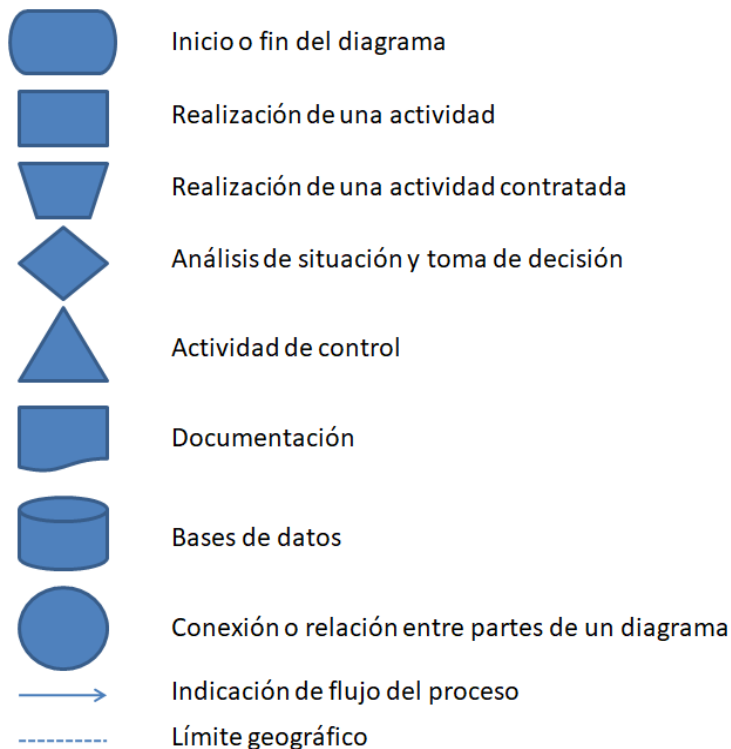 Inicio o fin del diagrama
Realización de una actividad
Realización de una actividad contratada
Análisis de situación y toma de decisión
Actividad de control
Documentación
Bases de datos
Conexión o relación entre partes de un diagrama
Indicación de flujo del proceso
Límite geográfico